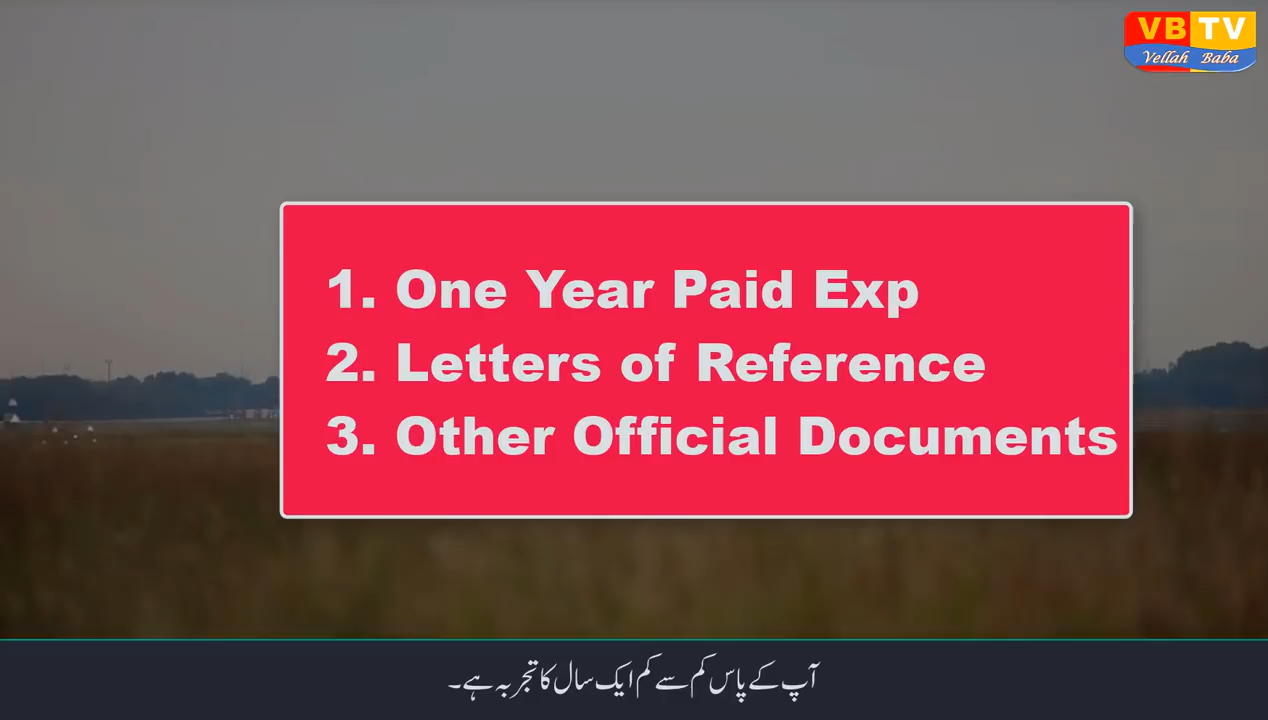 VB TV
Vellah Baba
1. One Year Paid Exp
2. Letters of Reference
3. Other Official Documents
آپ کے پاس کم سے کم ایک سال کا تجربہ ہے۔